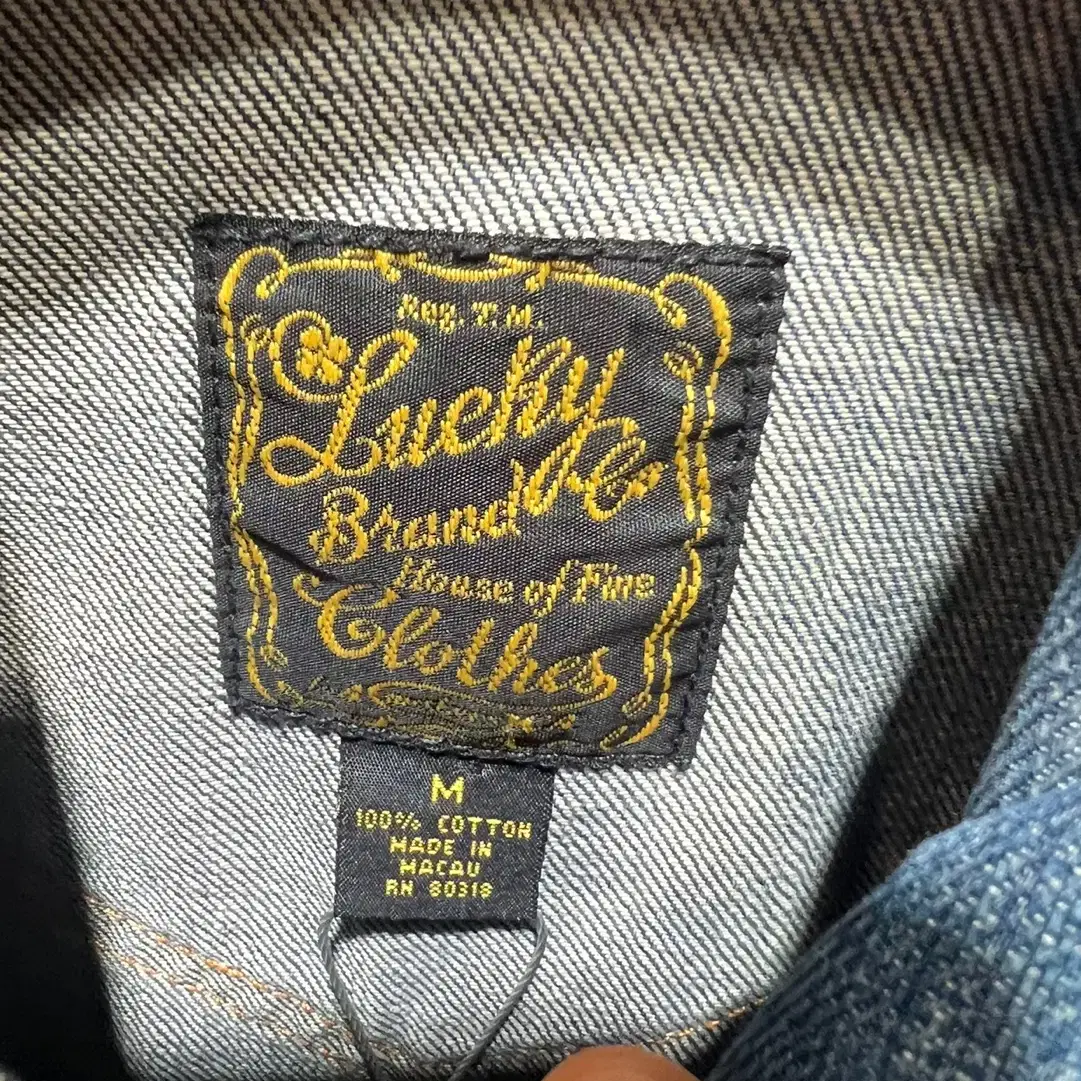 Reg. T.M.
Lucky
Brand
House of Fine
Clothes
M
100% COTTON
MADE IN
MACAU
RN 80318